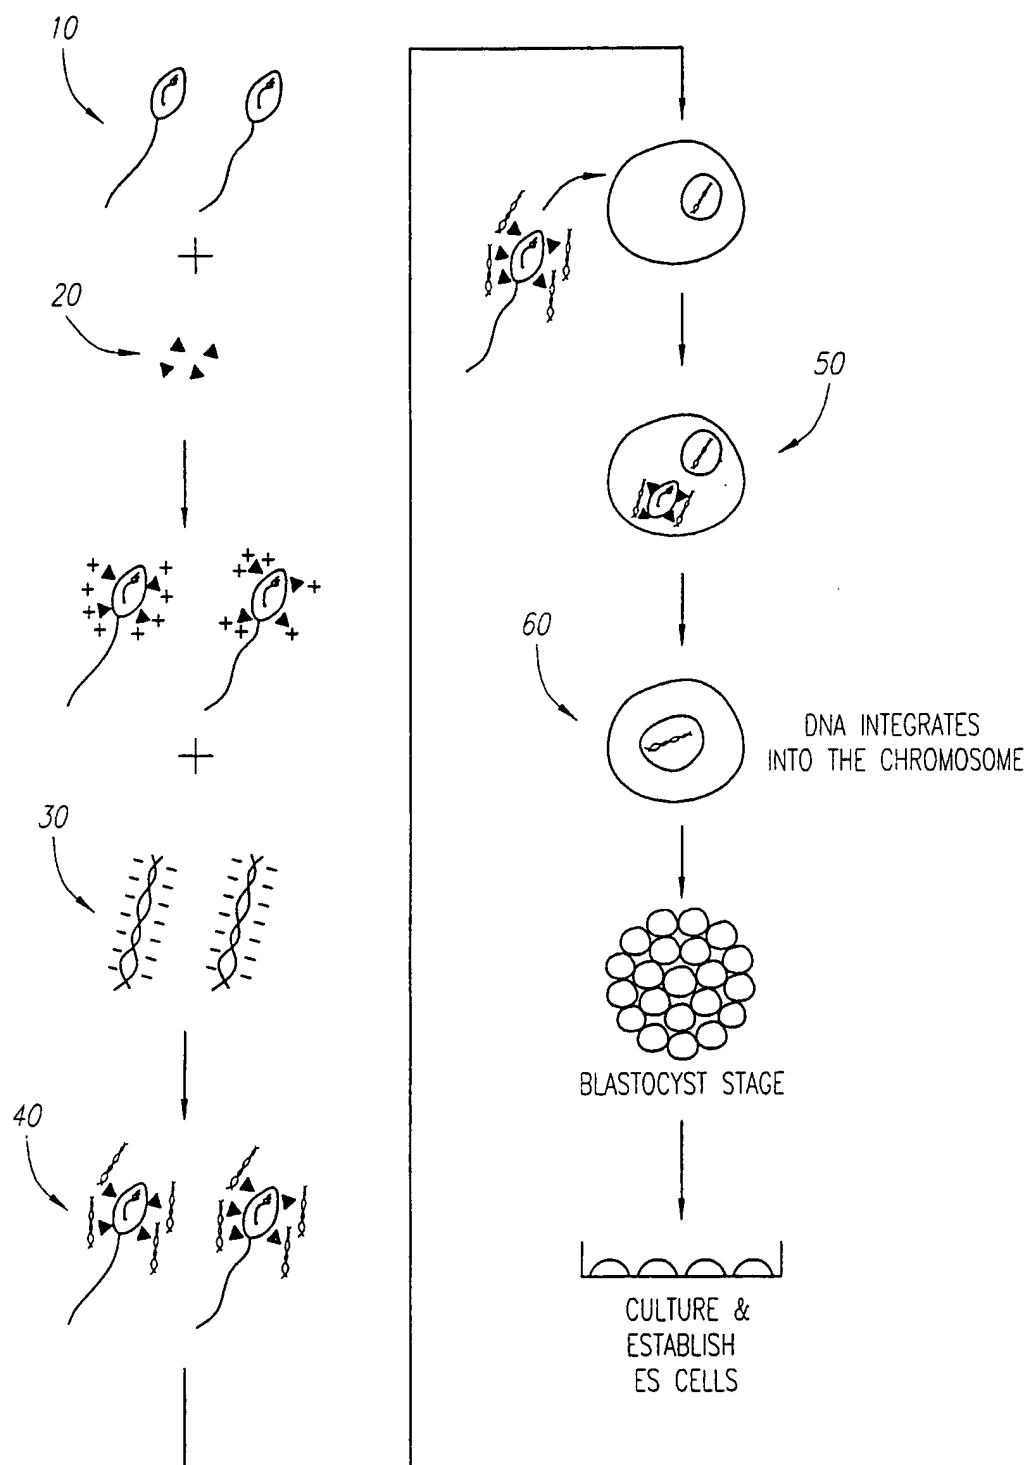 10
20
30
40
50
60
DNA INTEGRATES
INTO THE CHROMOSOME
BLASTOCYST STAGE
CULTURE &
ESTABLISH
ES CELLS